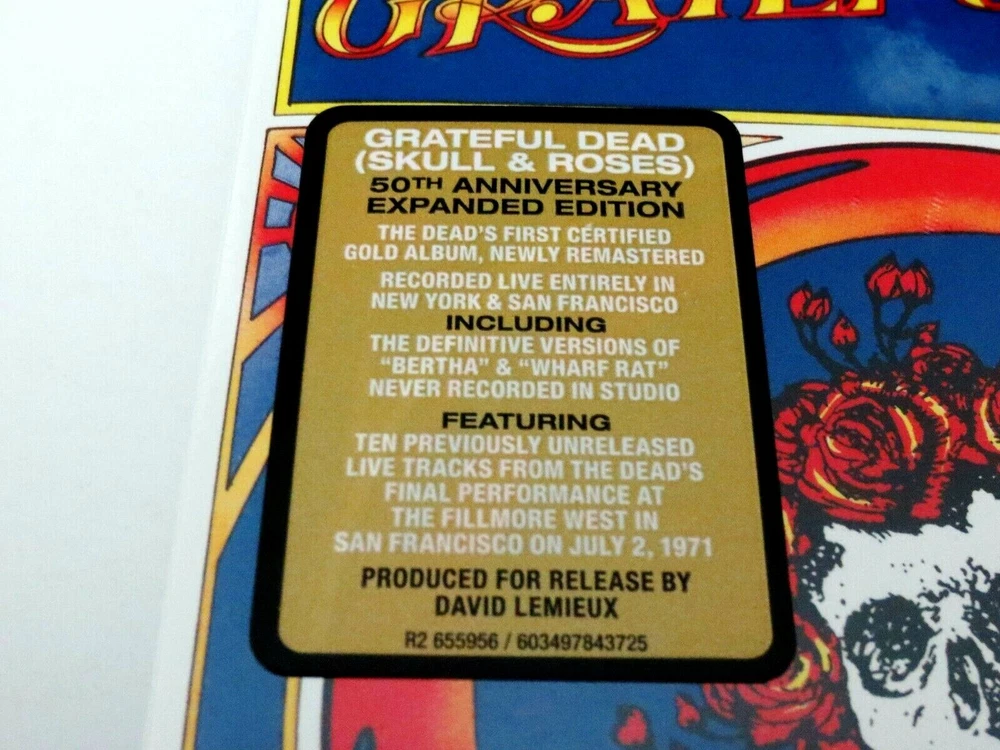 GRATEFUL DEAD
(SKULL & ROSES)
50TH ANNIVERSARY
EXPANDED EDITION
THE DEAD'S FIRST CERTIFIED
GOLD ALBUM, NEWLY REMASTERED
RECORDED LIVE ENTIRELY IN
NEW YORK & SAN FRANCISCO
INCLUDING
THE DEFINITIVE VERSIONS OF
"BERTHA" & "WHARF RAT"
NEVER RECORDED IN STUDIO
FEATURING
TEN PREVIOUSLY UNRELEASED
LIVE TRACKS FROM THE DEAD'S
FINAL PERFORMANCE AT
THE FILLMORE WEST IN
SAN FRANCISCO ON JULY 2, 1971
PRODUCED FOR RELEASE BY
DAVID LEMIEUX
R2 655956 / 603497843725